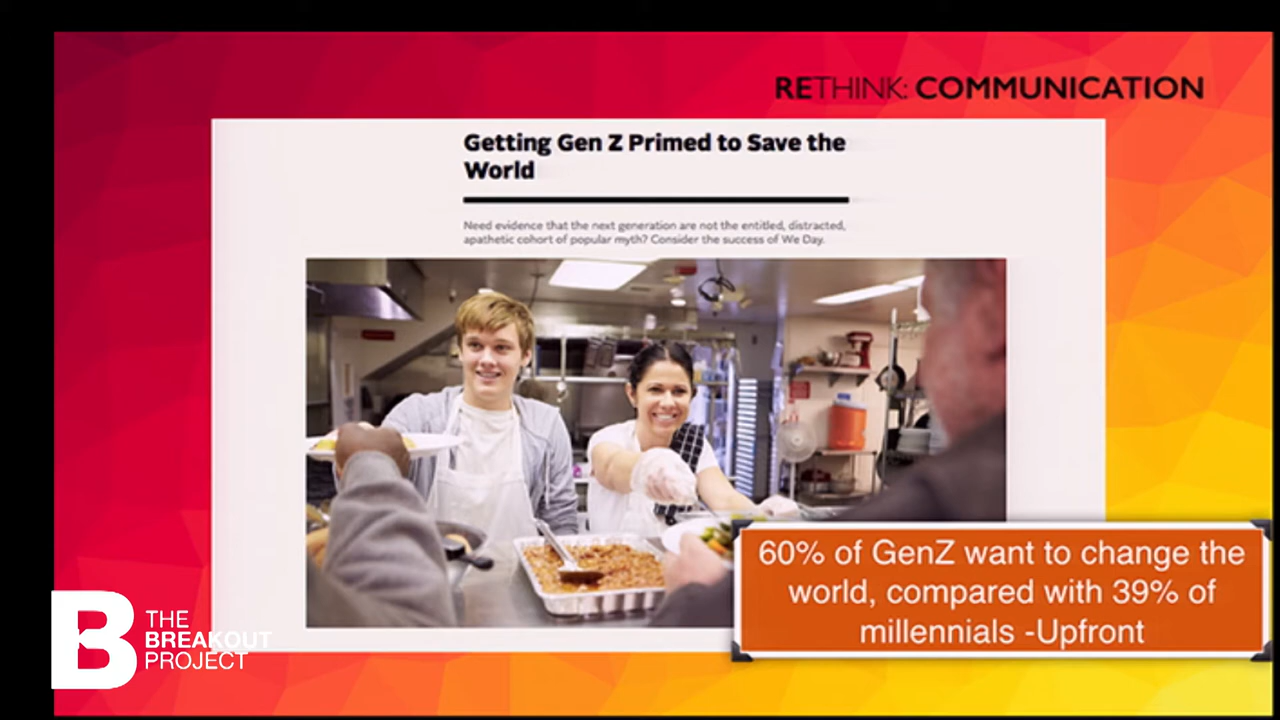 RETHINK: COMMUNICATION
Getting Gen Z Primed to Save the
World
Need evidence that the next generation are not the entitled, distracted,
apathetic cohort of popular myth? Consider the success of We Day.
60% of GenZ want to change the
world, compared with 39% of
millennials -Upfront
B
THE
BREAKOUT
PROJECT